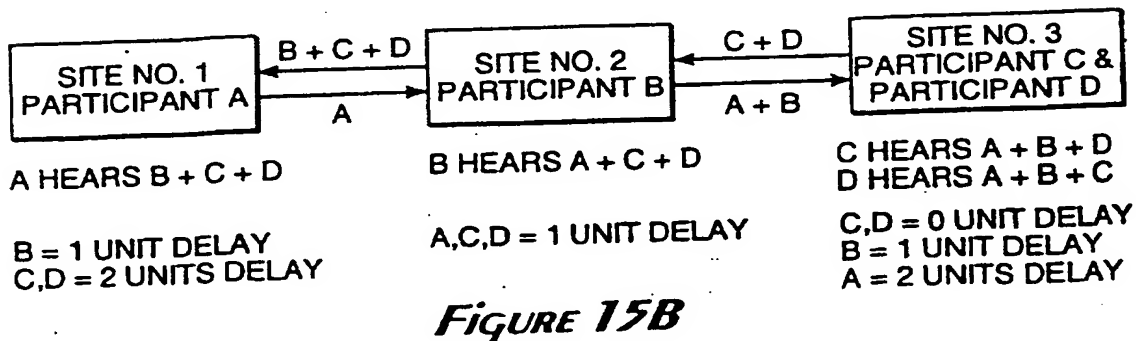 SITE NO. 1
PARTICIPANT A
B + C + D
A
SITE NO. 2
PARTICIPANT B
C + D
A + B
SITE NO. 3
PARTICIPANT C &
PARTICIPANT D
A HEARS B + C + D
B = 1 UNIT DELAY
C,D = 2 UNITS DELAY
B HEARS A + C + D
A,C,D = 1 UNIT DELAY
C HEARS A + B + D
D HEARS A + B + C
C,D = 0 UNIT DELAY
B = 1 UNIT DELAY
A = 2 UNITS DELAY
FIGURE 15B